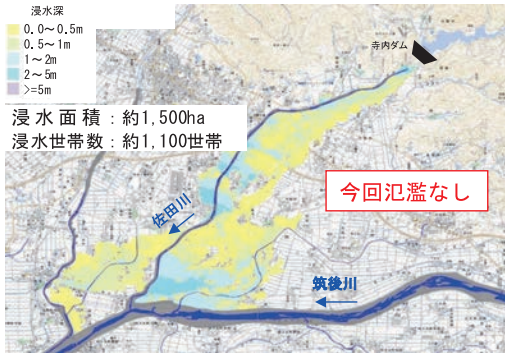 浸水深
0.0～0.5m
0.5～1m
1～2m
2～5m
>=5m
寺内ダム
浸水面積：約1,500ha
浸水世帯数：約1,100世帯
今回氾濫なし
佐田川
筑後川